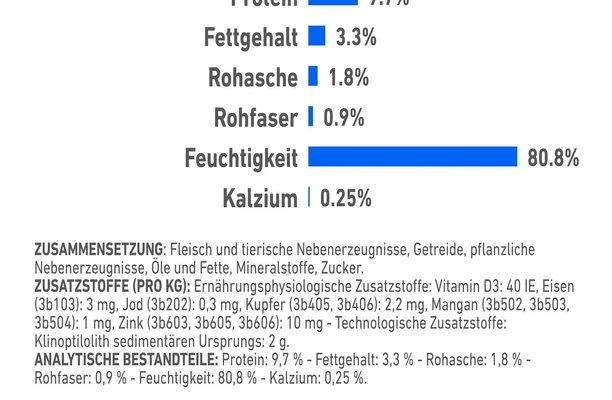 Protein 9.7%
Fettgehalt 3.3%
Rohasche 1.8%
Rohfaser 0.9%
Feuchtigkeit 80.8%
Kalzium 0.25%
ZUSAMMENSETZUNG: Fleisch und tierische Nebenerzeugnisse, Getreide, pflanzliche
Nebenerzeugnisse, Öle und Fette, Mineralstoffe, Zucker.
ZUSATZSTOFFE (PRO KG): Ernährungsphysiologische Zusatzstoffe: Vitamin D3: 40 IE, Eisen
(3b103): 3 mg, Jod (3b202): 0,3 mg, Kupfer (3b405, 3b406): 2,2 mg, Mangan (3b502, 3b503,
3b504): 1 mg, Zink (3b603, 3b605, 3b606): 10 mg - Technologische Zusatzstoffe:
Klinoptilolith sedimentären Ursprungs: 2 g.
ANALYTISCHE BESTANDTEILE: Protein: 9,7 % - Fettgehalt: 3,3 % - Rohasche: 1,8 % -
Rohfaser: 0,9 % - Feuchtigkeit: 80,8 % - Kalzium: 0,25 %.